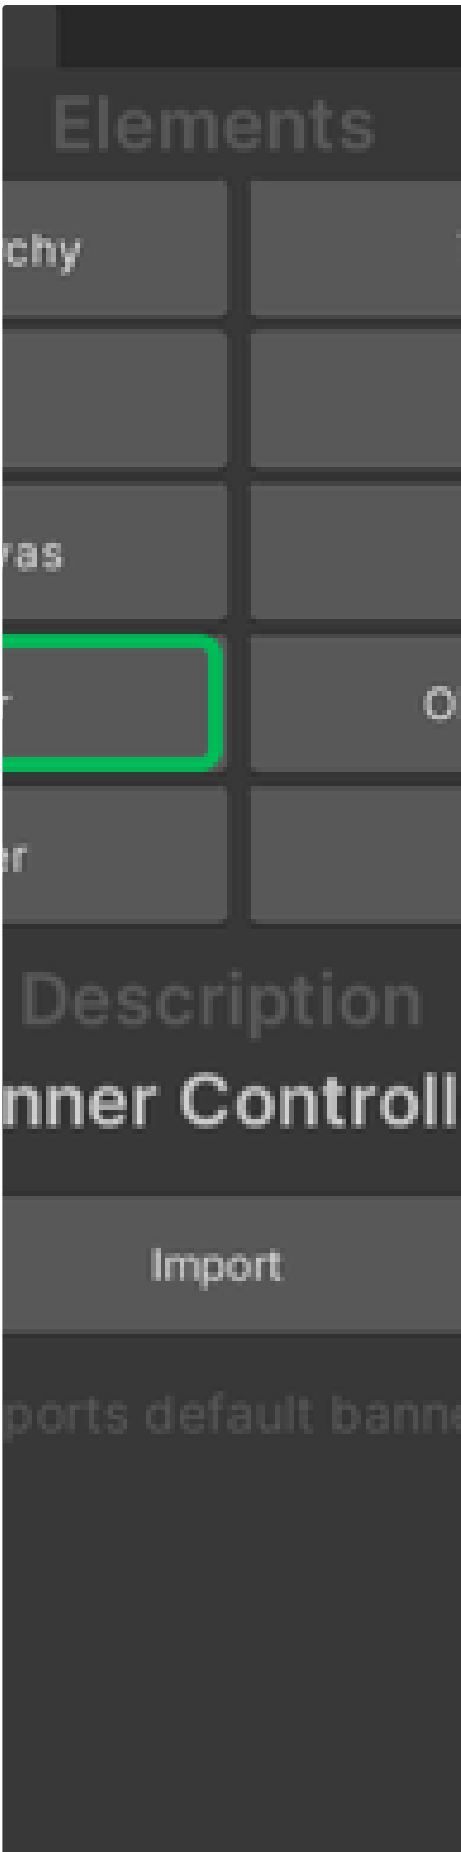 Elements
chy
vas
r
O
er
Description
nner Controll
Import
ports default banne